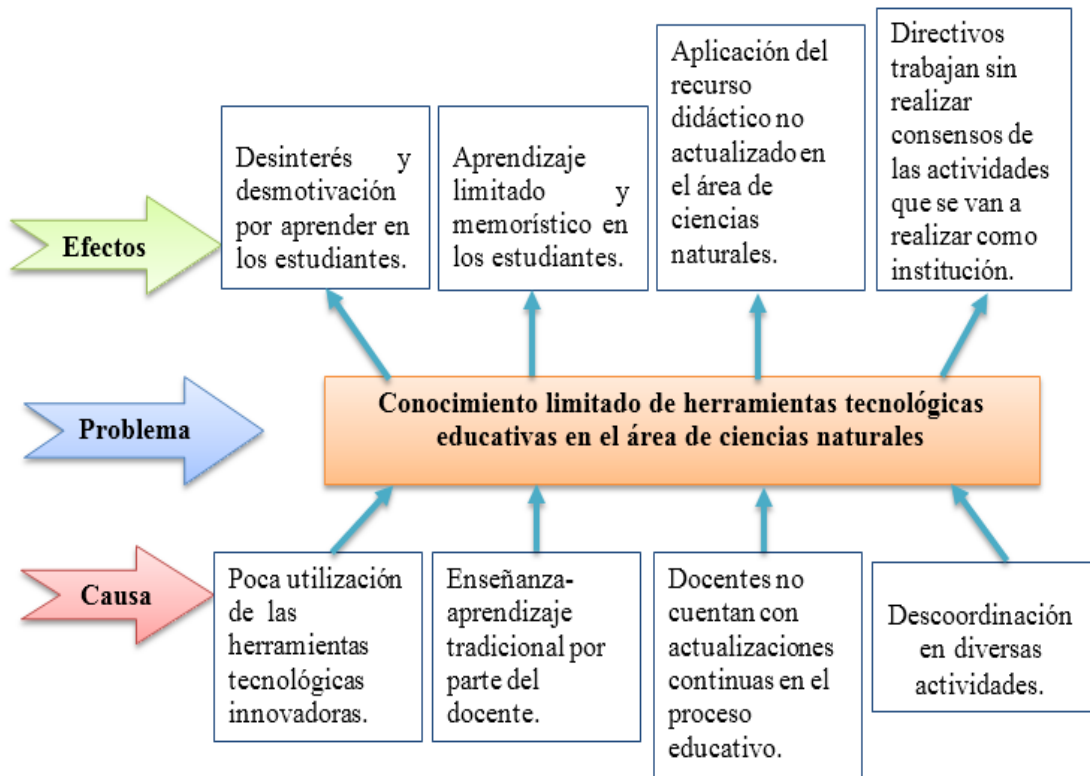 Efectos
Desinterés y
desmotivación
por aprender en
los estudiantes.
Aprendizaje
limitado y
memorístico en
los estudiantes.
Aplicación del
recurso
didáctico no
actualizado en
el área de
ciencias
naturales.
Directivos
trabajan sin
realizar
consensos de
las actividades
que se van a
realizar como
institución.
Problema
Conocimiento limitado de herramientas tecnológicas
educativas en el área de ciencias naturales
Causa
Poca utilización
de las
herramientas
tecnológicas
innovadoras.
Enseñanza-
aprendizaje
tradicional por
parte del
docente.
Docentes no
cuentan con
actualizaciones
continuas en el
proceso
educativo.
Descoordinación
en diversas
actividades.